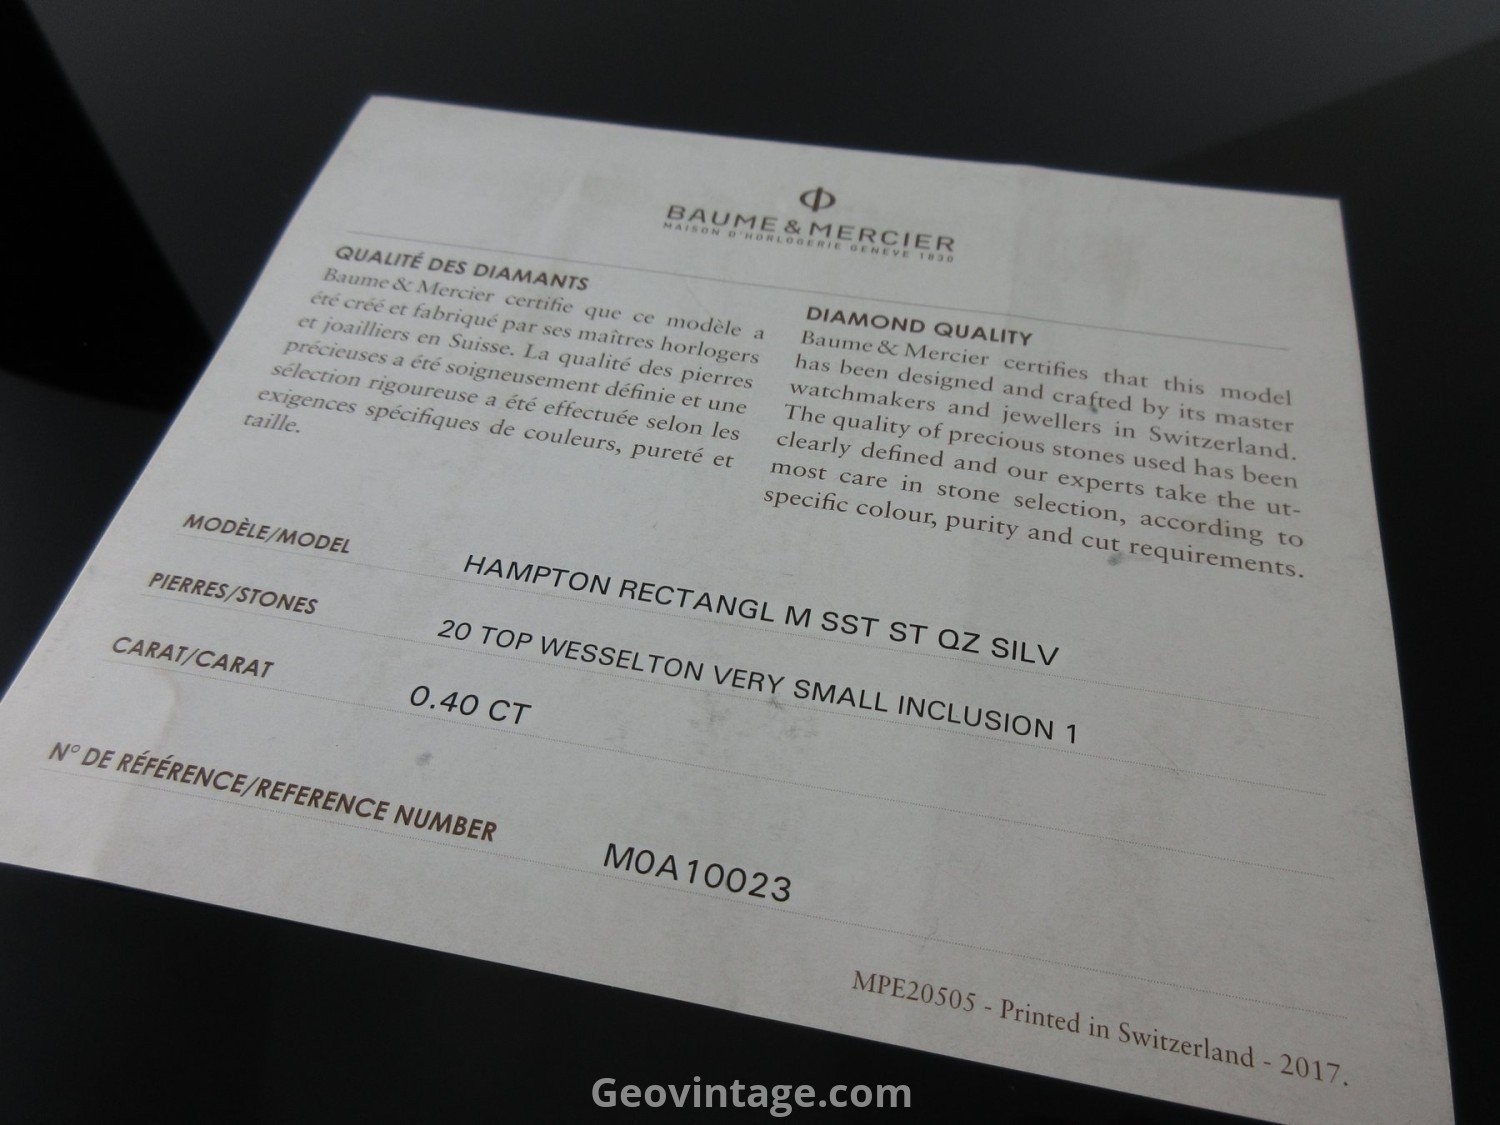 BAUME & MERCIER
MAISON D'HORLOGERIE GENEVE 1830
QUALITÉ DES DIAMANTS
Baume & Mercier certifie que ce modèle a
été créé et fabriqué par ses maîtres horlogers
et joailliers en Suisse. La qualité des pierres
précieuses a été soigneusement définie et une
sélection rigoureuse a été effectuée selon les
exigences spécifiques de couleurs, pureté et
taille.
DIAMOND QUALITY
Baume & Mercier certifies that this model
has been designed and crafted by its master
watchmakers and jewellers in Switzerland.
The quality of precious stones used has been
clearly defined and our experts take the ut-
most care in stone selection, according to
specific colour, purity and cut requirements.
MODÈLE/MODEL HAMPTON RECTANGL M SST ST QZ SILV
PIERRES/STONES 20 TOP WESSELTON VERY SMALL INCLUSION 1
CARAT/CARAT 0.40 CT
N° DE RÉFÉRENCE/REFERENCE NUMBER M0A10023
MPE20505 - Printed in Switzerland - 2017.
Geovintage.com